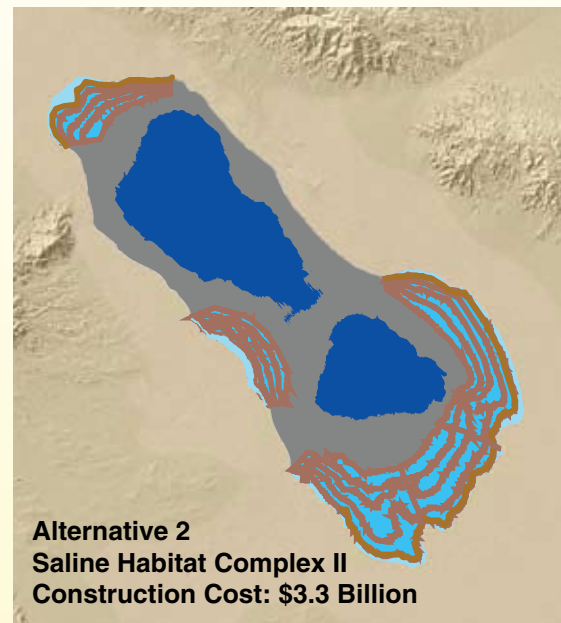 Alternative 2
Saline Habitat Complex II
Construction Cost: $3.3 Billion